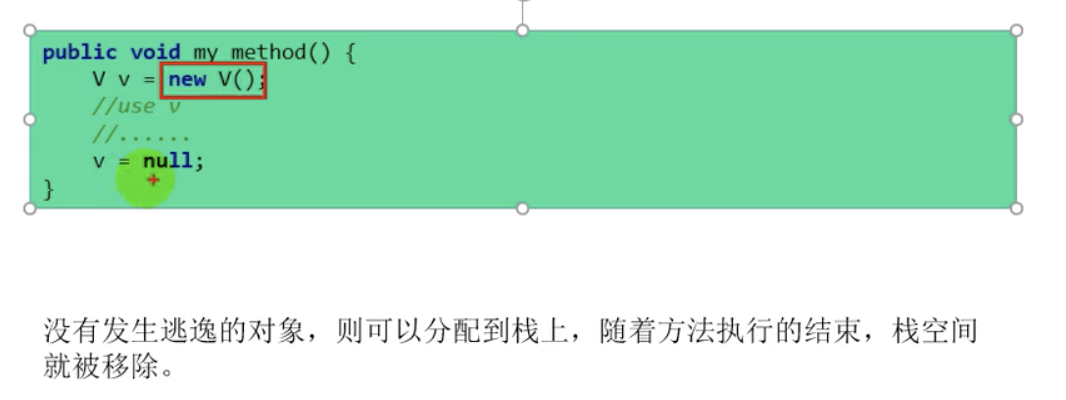 public void my method() {
V v = new V();
//use v
//......
v = null;
}
没有发生逃逸的对象，则可以分配到栈上，随着方法执行的结束，栈空间
就被移除。